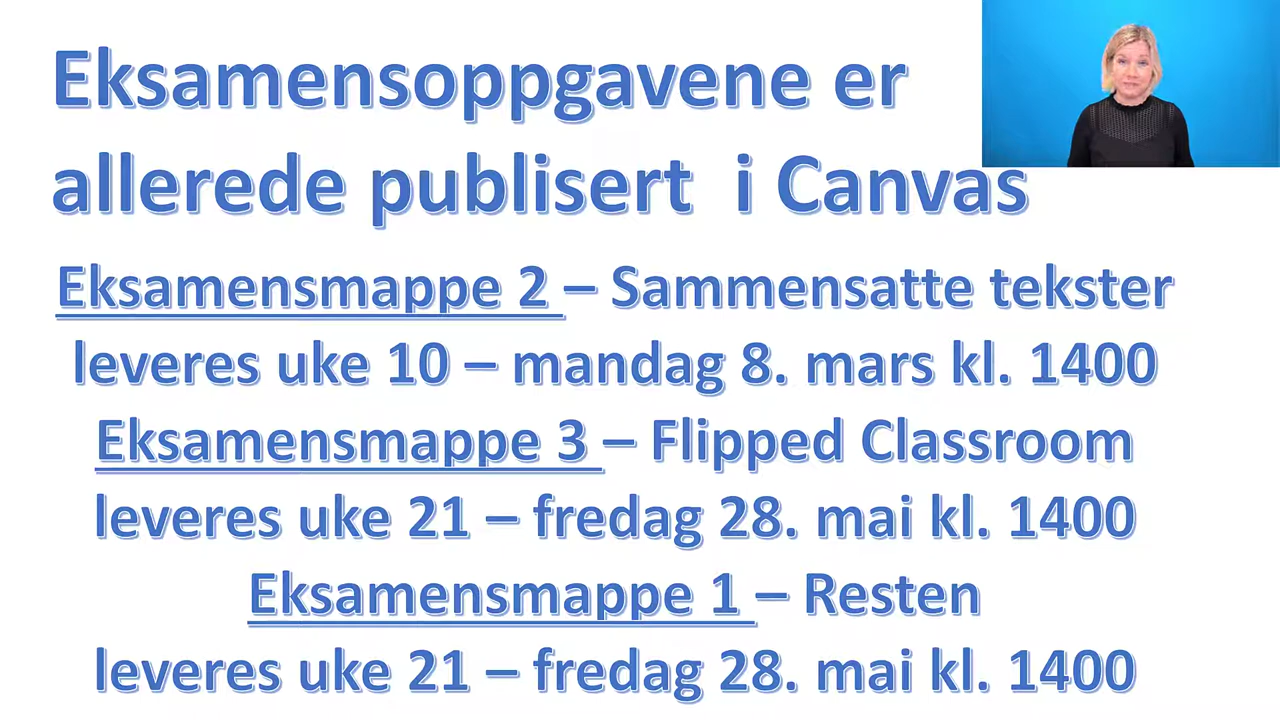 Eksamensoppgavene er
allerede publisert i Canvas
Eksamensmappe 2 – Sammensatte tekster
leveres uke 10 – mandag 8. mars kl. 1400
Eksamensmappe 3 – Flipped Classroom
leveres uke 21 – fredag 28. mai kl. 1400
Eksamensmappe 1 – Resten
leveres uke 21 – fredag 28. mai kl. 1400